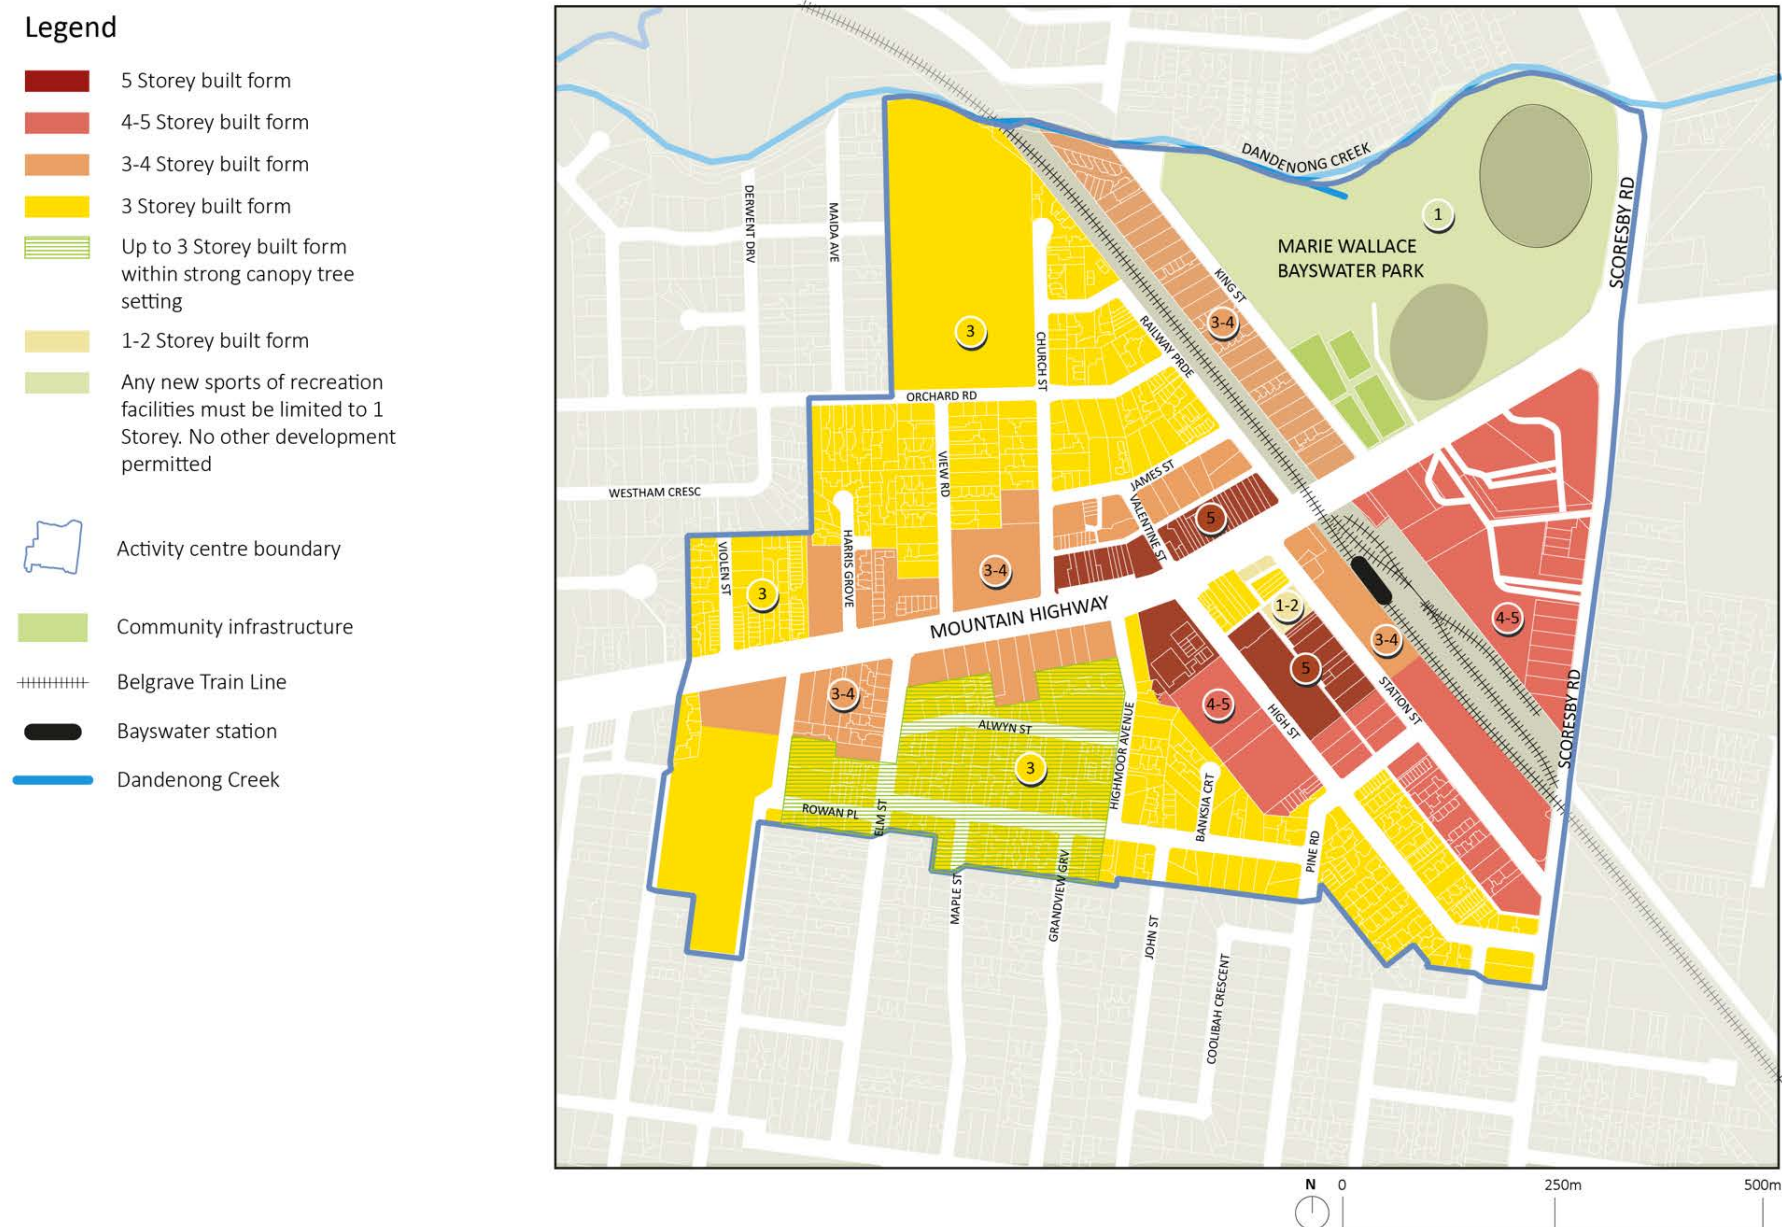 Legend
5 Storey built form
4-5 Storey built form
3-4 Storey built form
3 Storey built form
Up to 3 Storey built form
within strong canopy tree
setting
1-2 Storey built form
Any new sports of recreation
facilities must be limited to 1
Storey. No other development
permitted
Activity centre boundary
Community infrastructure
Belgrave Train Line
Bayswater station
Dandenong Creek
DANDENONG CREEK
1
MARIE WALLACE
BAYSWATER PARK
SCORESBY RD
DERWENT DRV
MAIDA AVE
KING ST
3-4
3
CHURCH ST
RAILWAY PRDE
ORCHARD RD
VIEW RD
JAMES ST
WESTHAM CRESC
VALENTINE ST
5
VIOLEN ST
HARRIS GROVE
3-4
3
MOUNTAIN HIGHWAY
1-2
4-5
3-4
5
3-4
4-5
STATION ST
HIGH ST
SCORESBY RD
ALWYN ST
HIGHMOOR AVENUE
3
BANKSIA CRT
ROWAN PL
ELM ST
PINE RD
MAPLE ST
GRANDVIEW GRV
JOHN ST
COOLIBAH CRESCENT
N 0 250m 500m